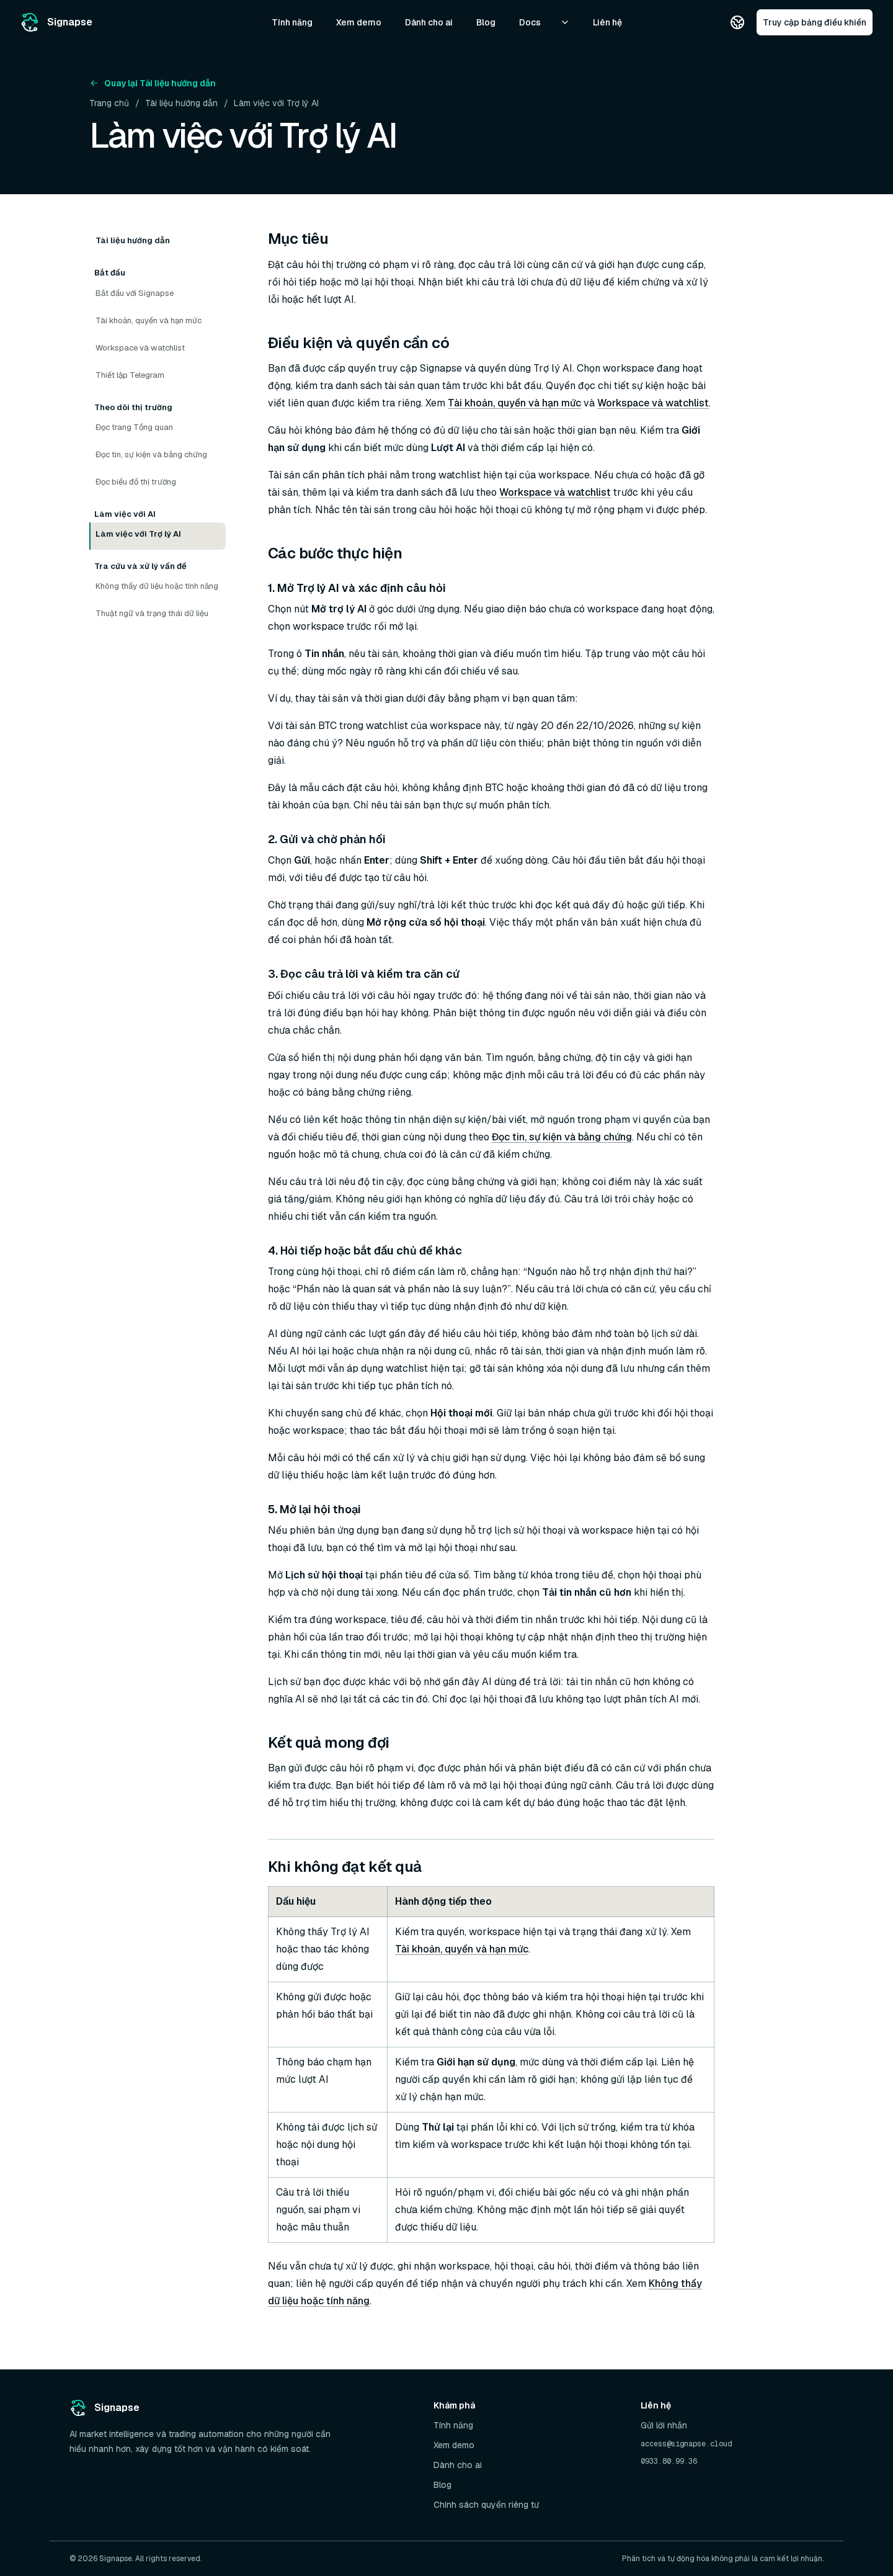 Signapse
Tính năng
Xem demo
Dành cho ai
Blog
Docs
Liên hệ
Truy cập bảng điều khiển
← Quay lại Tài liệu hướng dẫn
Trang chủ / Tài liệu hướng dẫn / Làm việc với Trợ lý AI
Làm việc với Trợ lý AI
Tài liệu hướng dẫn
Bắt đầu
Bắt đầu với Signapse
Tài khoản, quyền và hạn mức
Workspace và watchlist
Thiết lập Telegram
Theo dõi thị trường
Đọc trang Tổng quan
Đọc tin, sự kiện và bằng chứng
Đọc biểu đồ thị trường
Làm việc với AI
Làm việc với Trợ lý AI
Tra cứu và xử lý vấn đề
Không thấy dữ liệu hoặc tính năng
Thuật ngữ và trạng thái dữ liệu
Mục tiêu
Đặt câu hỏi thị trường có phạm vi rõ ràng, đọc câu trả lời cùng căn cứ và giới hạn được cung cấp,
rồi hỏi tiếp hoặc mở lại hội thoại. Nhận biết khi câu trả lời chưa đủ dữ liệu để kiểm chứng và xử lý
lỗi hoặc hết lượt AI.
Điều kiện và quyền cần có
Bạn đã được cấp quyền truy cập Signapse và quyền dùng Trợ lý AI. Chọn workspace đang hoạt
động, kiểm tra danh sách tài sản quan tâm trước khi bắt đầu. Quyền đọc chi tiết sự kiện hoặc bài
viết liên quan được kiểm tra riêng. Xem Tài khoản, quyền và hạn mức và Workspace và watchlist.
Câu hỏi không bảo đảm hệ thống có đủ dữ liệu cho tài sản hoặc thời gian bạn nêu. Kiểm tra Giới
hạn sử dụng khi cần biết mức dùng Lượt AI và thời điểm cấp lại hiện có.
Tài sản cần phân tích phải nằm trong watchlist hiện tại của workspace. Nếu chưa có hoặc đã gỡ
tài sản, thêm lại và kiểm tra danh sách đã lưu theo Workspace và watchlist trước khi yêu cầu
phân tích. Nhắc tên tài sản trong câu hỏi hoặc hội thoại cũ không tự mở rộng phạm vi được phép.
Các bước thực hiện
1. Mở Trợ lý AI và xác định câu hỏi
Chọn nút Mở trợ lý AI ở góc dưới ứng dụng. Nếu giao diện báo chưa có workspace đang hoạt động,
chọn workspace trước rồi mở lại.
Trong ô Tin nhắn, nêu tài sản, khoảng thời gian và điều muốn tìm hiểu. Tập trung vào một câu hỏi
cụ thể; dùng mốc ngày rõ ràng khi cần đối chiếu về sau.
Ví dụ, thay tài sản và thời gian dưới đây bằng phạm vi bạn quan tâm:
Với tài sản BTC trong watchlist của workspace này, từ ngày 20 đến 22/10/2026, những sự kiện
nào đáng chú ý? Nêu nguồn hỗ trợ và phần dữ liệu còn thiếu; phân biệt thông tin nguồn với diễn
giải.
Đây là mẫu cách đặt câu hỏi, không khẳng định BTC hoặc khoảng thời gian đó đã có dữ liệu trong
tài khoản của bạn. Chỉ nêu tài sản bạn thực sự muốn phân tích.
2. Gửi và chờ phản hồi
Chọn Gửi, hoặc nhấn Enter; dùng Shift + Enter để xuống dòng. Câu hỏi đầu tiên bắt đầu hội thoại
mới, với tiêu đề được tạo từ câu hỏi.
Chờ trạng thái đang gửi/suy nghĩ/trả lời kết thúc trước khi đọc kết quả đầy đủ hoặc gửi tiếp. Khi
cần đọc dễ hơn, dùng Mở rộng cửa sổ hội thoại. Việc thấy một phần văn bản xuất hiện chưa đủ
để coi phản hồi đã hoàn tất.
3. Đọc câu trả lời và kiểm tra căn cứ
Đối chiếu câu trả lời với câu hỏi ngay trước đó: hệ thống đang nói về tài sản nào, thời gian nào và
trả lời đúng điều bạn hỏi hay không. Phân biệt thông tin được nguồn nêu với diễn giải và điều còn
chưa chắc chắn.
Cửa sổ hiển thị nội dung phản hồi dạng văn bản. Tìm nguồn, bằng chứng, độ tin cậy và giới hạn
ngay trong nội dung nếu được cung cấp; không mặc định mỗi câu trả lời đều có đủ các phần này
hoặc có bảng bằng chứng riêng.
Nếu có liên kết hoặc thông tin nhận diện sự kiện/bài viết, mở nguồn trong phạm vi quyền của bạn
và đối chiếu tiêu đề, thời gian cùng nội dung theo Đọc tin, sự kiện và bằng chứng. Nếu chỉ có tên
nguồn hoặc mô tả chung, chưa coi đó là căn cứ đã kiểm chứng.
Nếu câu trả lời nêu độ tin cậy, đọc cùng bằng chứng và giới hạn; không coi điểm này là xác suất
giá tăng/giảm. Không nêu giới hạn không có nghĩa dữ liệu đầy đủ. Câu trả lời trôi chảy hoặc có
nhiều chi tiết vẫn cần kiểm tra nguồn.
4. Hỏi tiếp hoặc bắt đầu chủ đề khác
Trong cùng hội thoại, chỉ rõ điểm cần làm rõ, chẳng hạn: “Nguồn nào hỗ trợ nhận định thứ hai?”
hoặc “Phần nào là quan sát và phần nào là suy luận?”. Nếu câu trả lời chưa có căn cứ, yêu cầu chỉ
rõ dữ liệu còn thiếu thay vì tiếp tục dùng nhận định đó như dữ kiện.
AI dùng ngữ cảnh các lượt gần đây để hiểu câu hỏi tiếp, không bảo đảm nhớ toàn bộ lịch sử dài.
Nếu AI hỏi lại hoặc chưa nhận ra nội dung cũ, nhắc rõ tài sản, thời gian và nhận định muốn làm rõ.
Mỗi lượt mới vẫn áp dụng watchlist hiện tại; gỡ tài sản không xóa nội dung đã lưu nhưng cần thêm
lại tài sản trước khi tiếp tục phân tích nó.
Khi chuyển sang chủ đề khác, chọn Hội thoại mới. Giữ lại bản nháp chưa gửi trước khi đổi hội thoại
hoặc workspace; thao tác bắt đầu hội thoại mới sẽ làm trống ô soạn hiện tại.
Mỗi câu hỏi mới có thể cần xử lý và chịu giới hạn sử dụng. Việc hỏi lại không bảo đảm sẽ bổ sung
dữ liệu thiếu hoặc làm kết luận trước đó đúng hơn.
5. Mở lại hội thoại
Nếu phiên bản ứng dụng bạn đang sử dụng hỗ trợ lịch sử hội thoại và workspace hiện tại có hội
thoại đã lưu, bạn có thể tìm và mở lại hội thoại như sau.
Mở Lịch sử hội thoại tại phần tiêu đề cửa sổ. Tìm bằng từ khóa trong tiêu đề, chọn hội thoại phù
hợp và chờ nội dung tải xong. Nếu cần đọc phần trước, chọn Tải tin nhắn cũ hơn khi hiển thị.
Kiểm tra đúng workspace, tiêu đề, câu hỏi và thời điểm tin nhắn trước khi hỏi tiếp. Nội dung cũ là
phản hồi của lần trao đổi trước; mở lại hội thoại không tự cập nhật nhận định theo thị trường hiện
tại. Khi cần thông tin mới, nêu lại thời gian và yêu cầu muốn kiểm tra.
Lịch sử bạn đọc được khác với bộ nhớ gần đây AI dùng để trả lời: tải tin nhắn cũ hơn không có
nghĩa AI sẽ nhớ lại tất cả các tin đó. Chỉ đọc lại hội thoại đã lưu không tạo lượt phân tích AI mới.
Kết quả mong đợi
Bạn gửi được câu hỏi rõ phạm vi, đọc được phản hồi và phân biệt điều đã có căn cứ với phần chưa
kiểm tra được. Bạn biết hỏi tiếp để làm rõ và mở lại hội thoại đúng ngữ cảnh. Câu trả lời được dùng
để hỗ trợ tìm hiểu thị trường, không được coi là cam kết dự báo đúng hoặc thao tác đặt lệnh.
Khi không đạt kết quả
Dấu hiệu
Hành động tiếp theo
Không thấy Trợ lý AI
hoặc thao tác không
dùng được
Kiểm tra quyền, workspace hiện tại và trạng thái đang xử lý. Xem
Tài khoản, quyền và hạn mức.
Không gửi được hoặc
phản hồi báo thất bại
Giữ lại câu hỏi, đọc thông báo và kiểm tra hội thoại hiện tại trước khi
gửi lại để biết tin nào đã được ghi nhận. Không coi câu trả lời cũ là
kết quả thành công của câu vừa lỗi.
Thông báo chạm hạn
mức lượt AI
Kiểm tra Giới hạn sử dụng, mức dùng và thời điểm cấp lại. Liên hệ
người cấp quyền khi cần làm rõ giới hạn; không gửi lặp liên tục để
xử lý chặn hạn mức.
Không tải được lịch sử
hoặc nội dung hội
thoại
Dùng Thử lại tại phần lỗi khi có. Với lịch sử trống, kiểm tra từ khóa
tìm kiếm và workspace trước khi kết luận hội thoại không tồn tại.
Câu trả lời thiếu
nguồn, sai phạm vi
hoặc mâu thuẫn
Hỏi rõ nguồn/phạm vi, đối chiếu bài gốc nếu có và ghi nhận phần
chưa kiểm chứng. Không mặc định một lần hỏi tiếp sẽ giải quyết
được thiếu dữ liệu.
Nếu vẫn chưa tự xử lý được, ghi nhận workspace, hội thoại, câu hỏi, thời điểm và thông báo liên
quan; liên hệ người cấp quyền để tiếp nhận và chuyển người phụ trách khi cần. Xem Không thấy
dữ liệu hoặc tính năng.
Signapse
AI market intelligence và trading automation cho những người cần
hiểu nhanh hơn, xây dựng tốt hơn và vận hành có kiểm soát.
Khám phá
Tính năng
Xem demo
Dành cho ai
Blog
Chính sách quyền riêng tư
Liên hệ
Gửi lời nhắn
access@signapse.cloud
0933.80.99.36
© 2026 Signapse. All rights reserved.
Phân tích và tự động hóa không phải là cam kết lợi nhuận.